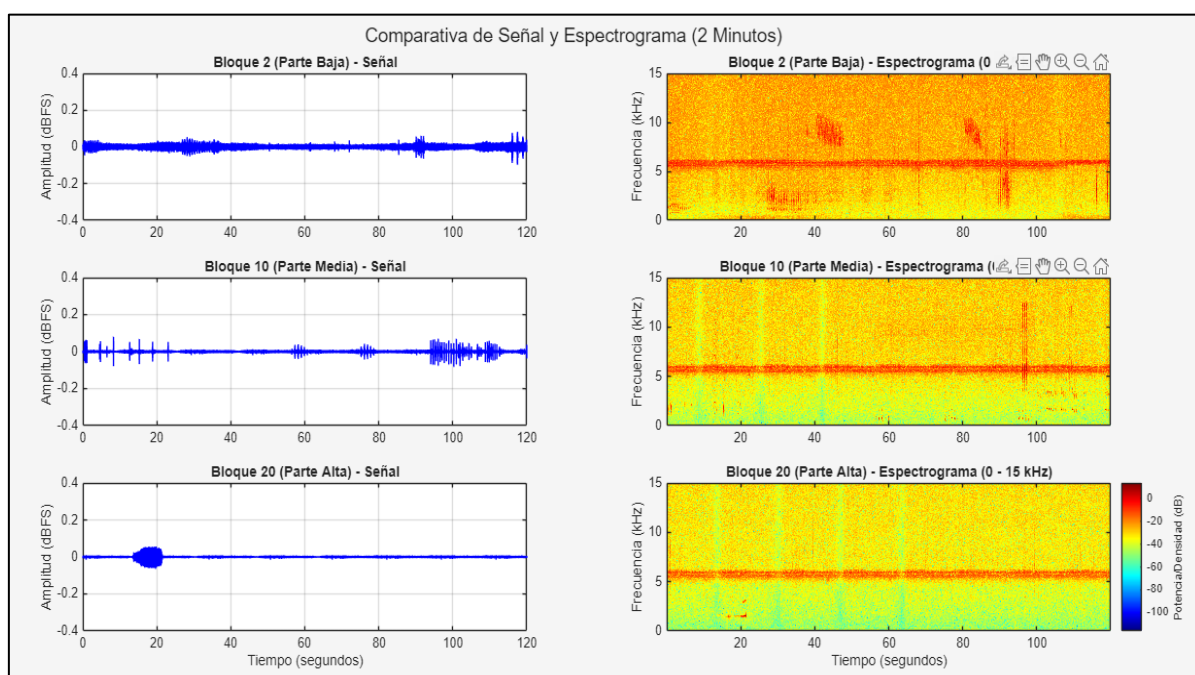 Comparativa de Señal y Espectrograma (2 Minutos)
Bloque 2 (Parte Baja) - Señal
Amplitud (dBFS)
0.4
0.2
0
-0.2
-0.4
0 20 40 60 80 100 120
Bloque 2 (Parte Baja) - Espectrograma (0
Frecuencia (kHz)
15
10
5
0
20 40 60 80 100
Bloque 10 (Parte Media) - Señal
Amplitud (dBFS)
0.4
0.2
0
-0.2
-0.4
0 20 40 60 80 100 120
Bloque 10 (Parte Media) - Espectrograma (
Frecuencia (kHz)
15
10
5
0
20 40 60 80 100
Bloque 20 (Parte Alta) - Señal
Amplitud (dBFS)
0.4
0.2
0
-0.2
-0.4
0 20 40 60 80 100 120
Tiempo (segundos)
Bloque 20 (Parte Alta) - Espectrograma (0 - 15 kHz)
Frecuencia (kHz)
15
10
5
0
20 40 60 80 100
Tiempo (segundos)
0
-20
-40
-60
-80
-100
Potencia/Densidad (dB)